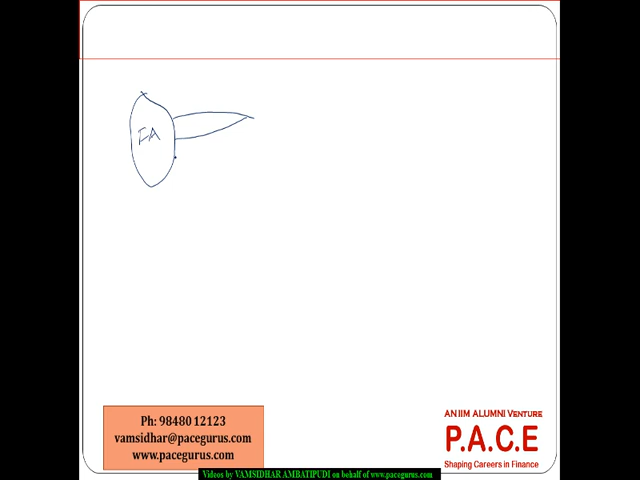 FA
Ph: 98480 12123
vamsidhar@pacegurus.com
www.pacegurus.com
AN IIM ALUMNI VENTURE
P.A.C.E
Shaping Careers in Finance
Videos by VAMSIDHAR AMBATIPUDI on behalf of www.pacegurus.com